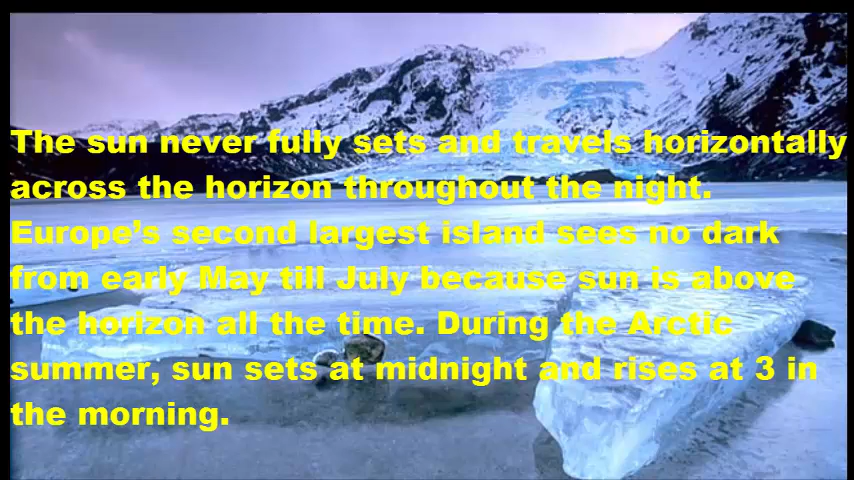 The sun never fully sets and travels horizontally
across the horizon throughout the night.
Europe’s second largest island sees no dark
from early May till July because sun is above
the horizon all the time. During the Arctic
summer, sun sets at midnight and rises at 3 in
the morning.